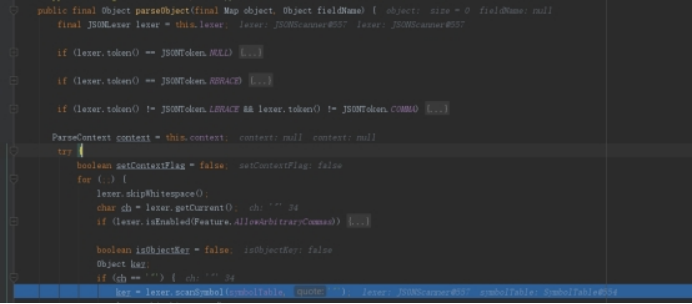 public final Object parseObject(final Map object, Object fieldName) { object: size = 0 fieldName: null
final JSONLexer lexer = this.lexer; lexer: JSONScanner@557 lexer: JSONScanner@557
if (lexer.token() == JSONToken.NULL) {...}
if (lexer.token() == JSONToken.RBRACE) {...}
if (lexer.token() != JSONToken.LBRACE && lexer.token() != JSONToken.COMMA) {...}
ParseContext context = this.context; context: null context: null
try {
boolean setContextFlag = false; setContextFlag: false
for (;;) {
lexer.skipWhitespace();
char ch = lexer.getCurrent(); ch: '"' 34
if (lexer.isEnabled(Feature.AllowArbitraryCommas)) {...}
boolean isObjectKey = false; isObjectKey: false
Object key;
if (ch == '"') { ch: '"' 34
key = lexer.scanSymbol(symbolTable, quote: '"'); lexer: JSONScanner@557 symbolTable: SymbolTable@554